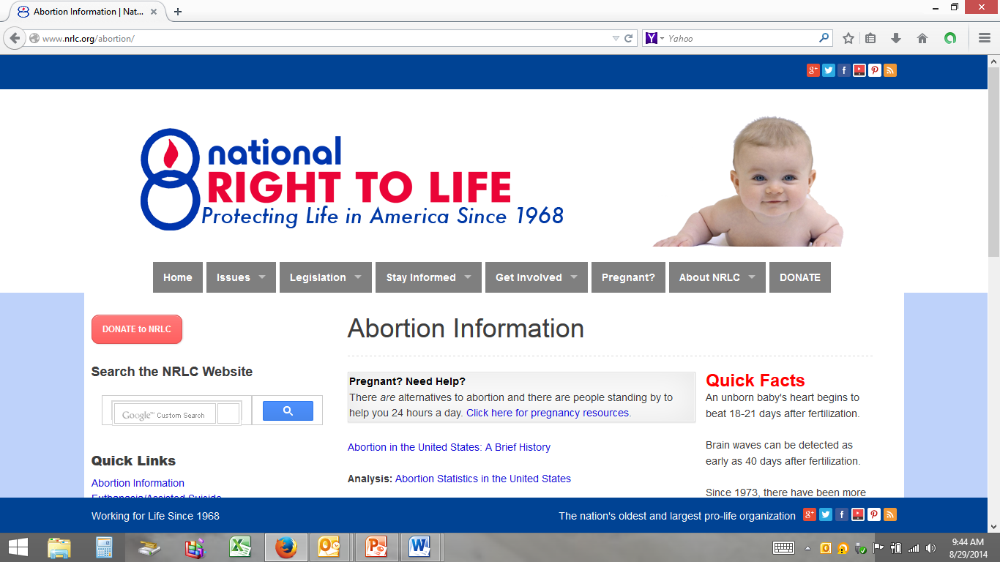 Abortion Information | Nat...
www.nrlc.org/abortion/
Yahoo
national
RIGHT TO LIFE
Protecting Life in America Since 1968
Home Issues Legislation Stay Informed Get Involved Pregnant? About NRLC DONATE
DONATE to NRLC
Search the NRLC Website
Google™ Custom Search
Quick Links
Abortion Information
Euthanasia/Assisted Suicide
Abortion Information
Pregnant? Need Help?
There are alternatives to abortion and there are people standing by to
help you 24 hours a day. Click here for pregnancy resources.
Abortion in the United States: A Brief History
Analysis: Abortion Statistics in the United States
Quick Facts
An unborn baby's heart begins to
beat 18-21 days after fertilization.
Brain waves can be detected as
early as 40 days after fertilization.
Since 1973, there have been more
Working for Life Since 1968
The nation's oldest and largest pro-life organization
9:44 AM
8/29/2014